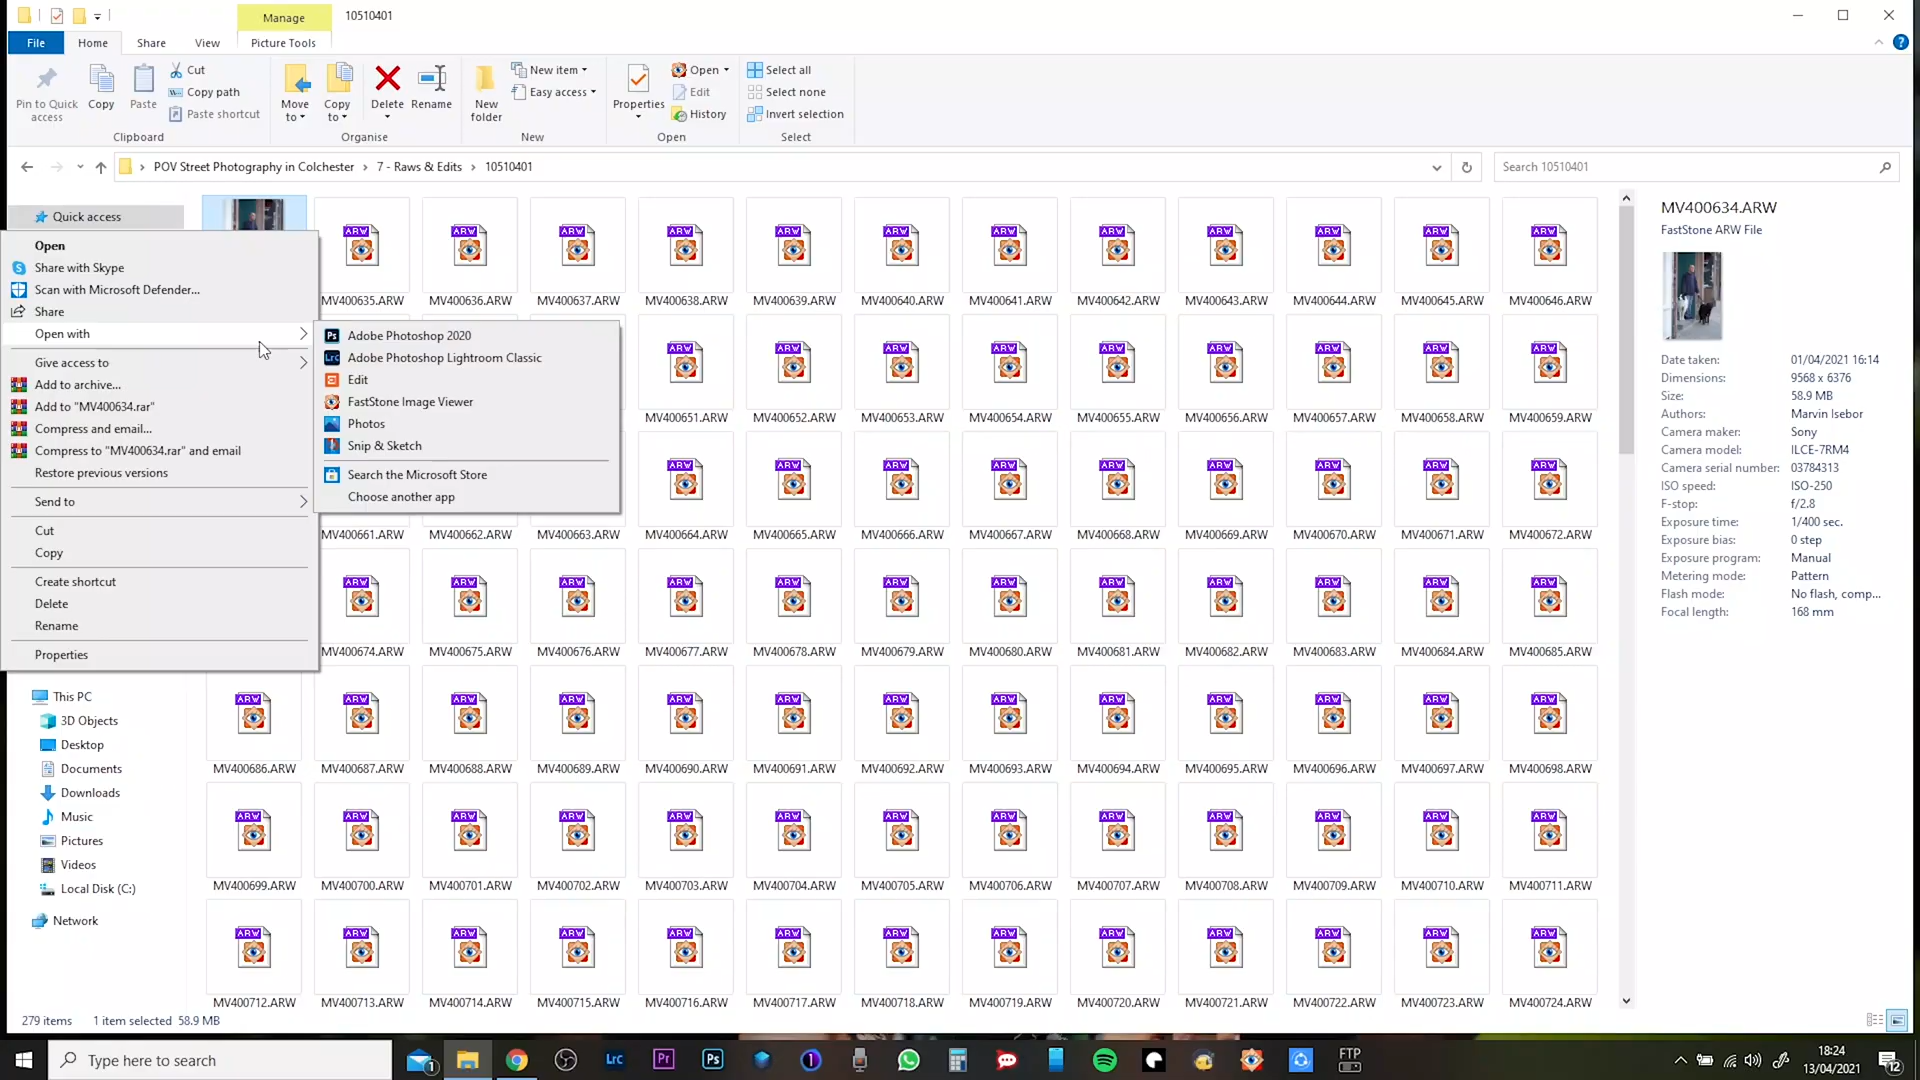 Manage
10510401
File
Home
Share
View
Picture Tools
Pin to Quick access
Copy
Paste
Cut
Copy path
Paste shortcut
Clipboard
Move to
Copy to
Delete
Rename
Organise
New folder
New item
Easy access
New
Properties
Open
Edit
History
Open
Select all
Select none
Invert selection
Select
POV Street Photography in Colchester
7 - Raws & Edits
10510401
Search 10510401
Quick access
Open
Share with Skype
Scan with Microsoft Defender...
Share
Open with
Give access to
Add to archive...
Add to "MV400634.rar"
Compress and email...
Compress to "MV400634.rar" and email
Restore previous versions
Send to
Cut
Copy
Create shortcut
Delete
Rename
Properties
Adobe Photoshop 2020
Adobe Photoshop Lightroom Classic
Edit
FastStone Image Viewer
Photos
Snip & Sketch
Search the Microsoft Store
Choose another app
This PC
3D Objects
Desktop
Documents
Downloads
Music
Pictures
Videos
Local Disk (C:)
Network
MV400635.ARW MV400636.ARW MV400637.ARW MV400638.ARW MV400639.ARW MV400640.ARW MV400641.ARW MV400642.ARW MV400643.ARW MV400644.ARW MV400645.ARW MV400646.ARW
MV400651.ARW MV400652.ARW MV400653.ARW MV400654.ARW MV400655.ARW MV400656.ARW MV400657.ARW MV400658.ARW MV400659.ARW
MV400661.ARW MV400662.ARW MV400663.ARW MV400664.ARW MV400665.ARW MV400666.ARW MV400667.ARW MV400668.ARW MV400669.ARW MV400670.ARW MV400671.ARW MV400672.ARW
MV400674.ARW MV400675.ARW MV400676.ARW MV400677.ARW MV400678.ARW MV400679.ARW MV400680.ARW MV400681.ARW MV400682.ARW MV400683.ARW MV400684.ARW MV400685.ARW
MV400686.ARW MV400687.ARW MV400688.ARW MV400689.ARW MV400690.ARW MV400691.ARW MV400692.ARW MV400693.ARW MV400694.ARW MV400695.ARW MV400696.ARW MV400697.ARW MV400698.ARW
MV400699.ARW MV400700.ARW MV400701.ARW MV400702.ARW MV400703.ARW MV400704.ARW MV400705.ARW MV400706.ARW MV400707.ARW MV400708.ARW MV400709.ARW MV400710.ARW MV400711.ARW
MV400712.ARW MV400713.ARW MV400714.ARW MV400715.ARW MV400716.ARW MV400717.ARW MV400718.ARW MV400719.ARW MV400720.ARW MV400721.ARW MV400722.ARW MV400723.ARW MV400724.ARW
MV400634.ARW
FastStone ARW File
Date taken: 01/04/2021 16:14
Dimensions: 9568 x 6376
Size: 58.9 MB
Authors: Marvin Isebor
Camera maker: Sony
Camera model: ILCE-7RM4
Camera serial number: 03784313
ISO speed: ISO-250
F-stop: f/2.8
Exposure time: 1/400 sec.
Exposure bias: 0 step
Exposure program: Manual
Metering mode: Pattern
Flash mode: No flash, comp...
Focal length: 168 mm
279 items
1 item selected 58.9 MB
Type here to search
Lrc
Pr
Ps
FTP
18:24
13/04/2021
12